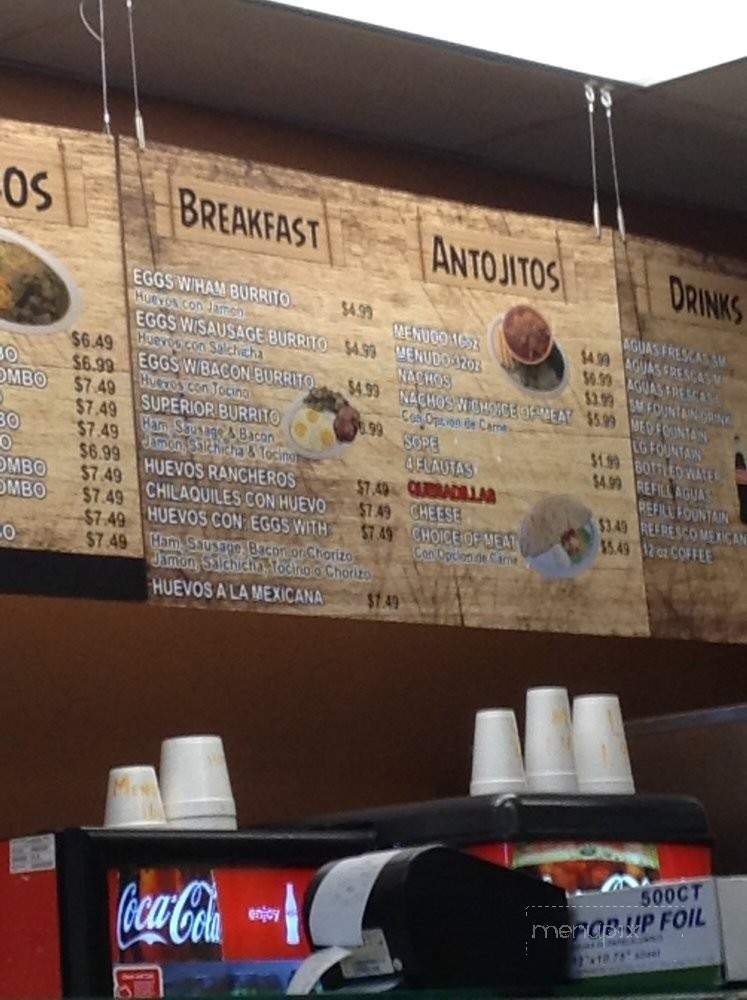 OS
$6.49
$6.99
OMBO $7.49
$7.49
$7.49
$6.99
OMBO $7.49
OMBO $7.49
$7.49
$7.49
BREAKFAST
EGGS W/HAM BURRITO $4.99
Huevos con Jamon
EGGS W/SAUSAGE BURRITO $4.99
Huevos con Salchicha
EGGS W/BACON BURRITO $4.99
Huevos con Tocino
SUPERIOR BURRITO 6.99
Ham, Sausage & Bacon
Jamon, Salchicha & Tocino
HUEVOS RANCHEROS $7.49
CHILAQUILES CON HUEVO $7.49
HUEVOS CON: EGGS WITH $7.49
Ham, Sausage, Bacon or Chorizo
Jamon, Salchicha, Tocino o Chorizo
HUEVOS A LA MEXICANA $7.49
ANTOJITOS
MENUDO 16oz $4.99
MENUDO 32oz $6.99
NACHOS $3.99
NACHOS W/CHOICE OF MEAT $5.99
Con Opcion de Carne
SOPE $1.99
4 FLAUTAS $4.99
QUESADILLAS
CHEESE $3.49
CHOICE OF MEAT $5.49
Con Opcion de Carne
DRINKS
AGUAS FRESCAS SM
AGUAS FRESCAS M
AGUAS FRESCAS L
SM FOUNTAIN DRINK
MED FOUNTAIN
LG FOUNTAIN
BOTTLED WATER
REFILL AGUAS
REFILL FOUNTAIN
REFRESCO MEXICAN
12 oz COFFEE
Coca-Cola
enjoy
500CT
POP-UP FOIL
12"x10.75" sheet
menupix